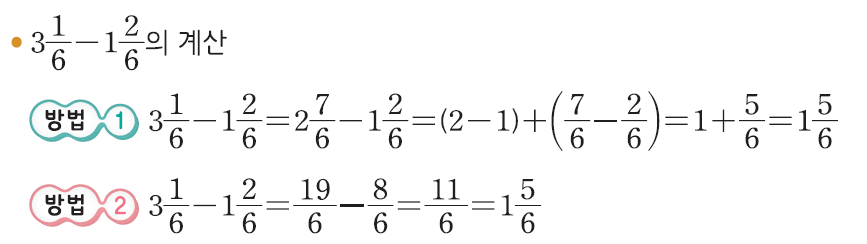 • 3 1/6 − 1 2/6 의 계산
방법 1 3 1/6 − 1 2/6 = 2 7/6 − 1 2/6 = (2−1) + (7/6 − 2/6) = 1 + 5/6 = 1 5/6
방법 2 3 1/6 − 1 2/6 = 19/6 − 8/6 = 11/6 = 1 5/6